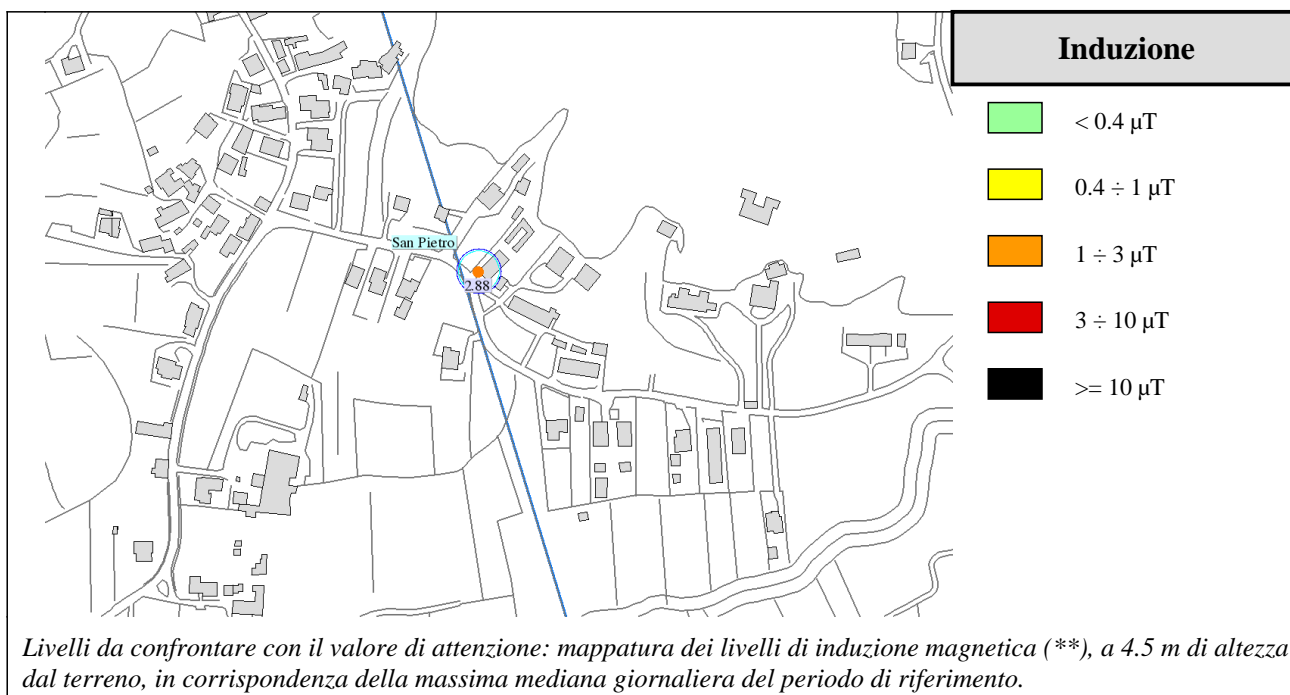 Induzione
< 0.4 µT
0.4 ÷ 1 µT
1 ÷ 3 µT
3 ÷ 10 µT
>= 10 µT
San Pietro
2.88
Livelli da confrontare con il valore di attenzione: mappatura dei livelli di induzione magnetica (**), a 4.5 m di altezza
dal terreno, in corrispondenza della massima mediana giornaliera del periodo di riferimento.